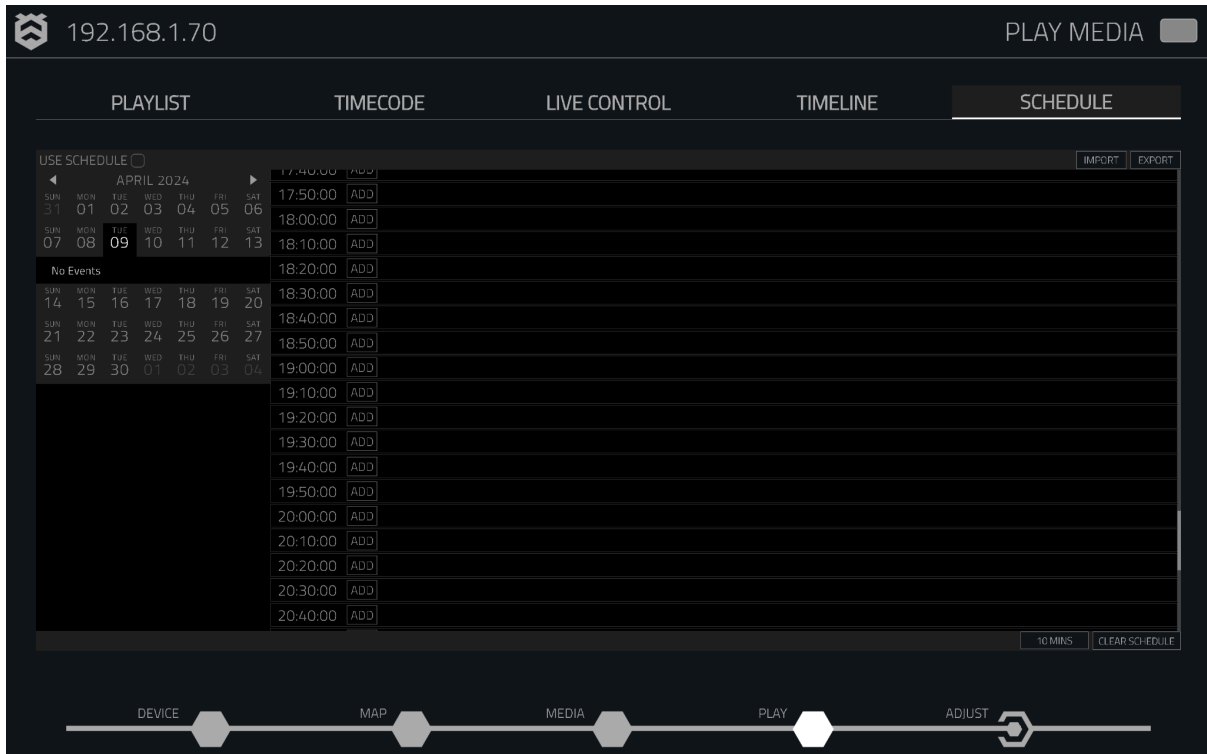 192.168.1.70 PLAY MEDIA
PLAYLIST TIMECODE LIVE CONTROL TIMELINE SCHEDULE
USE SCHEDULE IMPORT EXPORT
APRIL 2024
SUN MON TUE WED THU FRI SAT
31 01 02 03 04 05 06
SUN MON TUE WED THU FRI SAT
07 08 09 10 11 12 13
No Events
SUN MON TUE WED THU FRI SAT
14 15 16 17 18 19 20
SUN MON TUE WED THU FRI SAT
21 22 23 24 25 26 27
SUN MON TUE WED THU FRI SAT
28 29 30 01 02 03 04
17:40:00 ADD
17:50:00 ADD
18:00:00 ADD
18:10:00 ADD
18:20:00 ADD
18:30:00 ADD
18:40:00 ADD
18:50:00 ADD
19:00:00 ADD
19:10:00 ADD
19:20:00 ADD
19:30:00 ADD
19:40:00 ADD
19:50:00 ADD
20:00:00 ADD
20:10:00 ADD
20:20:00 ADD
20:30:00 ADD
20:40:00 ADD
10 MINS CLEAR SCHEDULE
DEVICE MAP MEDIA PLAY ADJUST